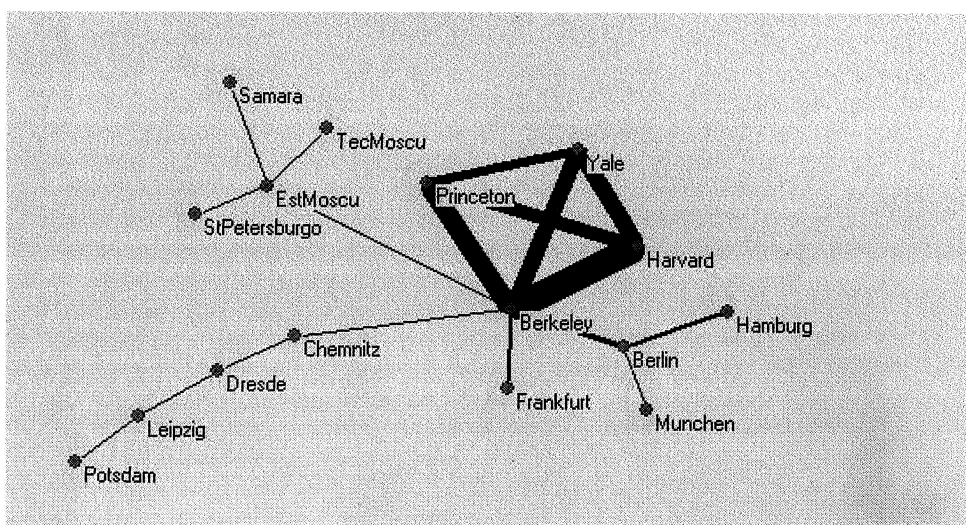 Samara
TecMoscu
Yale
EstMoscu
Princeton
StPetersburgo
Harvard
Berkeley
Hamburg
Chemnitz
Berlin
Dresde
Frankfurt
Munchen
Leipzig
Potsdam